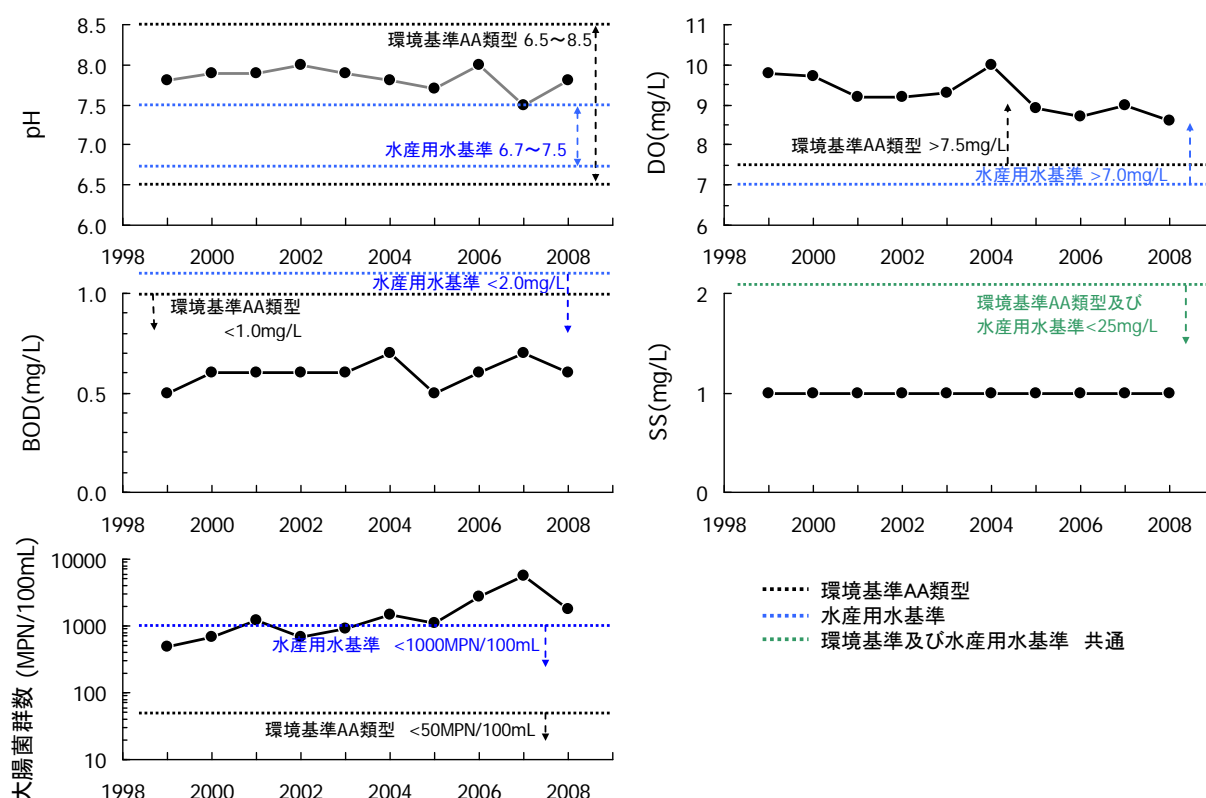 8.5
8.0
7.5
7.0
6.5
6.0
pH
環境基準AA類型 6.5～8.5
水産用水基準 6.7～7.5
1998 2000 2002 2004 2006 2008
11
10
9
8
7
6
DO(mg/L)
環境基準AA類型 >7.5mg/L
水産用水基準 >7.0mg/L
1998 2000 2002 2004 2006 2008
1.0
0.5
0.0
BOD(mg/L)
水産用水基準 <2.0mg/L
環境基準AA類型
<1.0mg/L
1998 2000 2002 2004 2006 2008
2
1
0
SS(mg/L)
環境基準AA類型及び
水産用水基準<25mg/L
1998 2000 2002 2004 2006 2008
10000
1000
100
10
大腸菌群数 (MPN/100mL)
水産用水基準 <1000MPN/100mL
環境基準AA類型 <50MPN/100mL
1998 2000 2002 2004 2006 2008
環境基準AA類型
水産用水基準
環境基準及び水産用水基準 共通